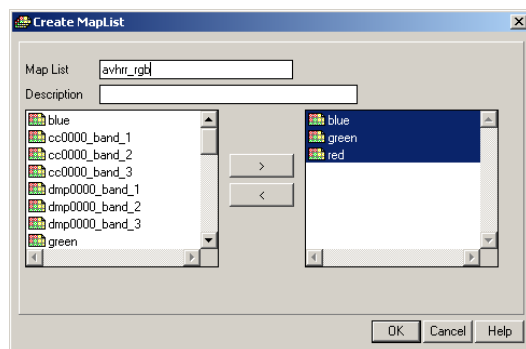 Create MapList
Map List avhrr_rgb
Description
blue
cc0000_band_1
cc0000_band_2
cc0000_band_3
dmp0000_band_1
dmp0000_band_2
dmp0000_band_3
green
>
<
blue
green
red
OK Cancel Help